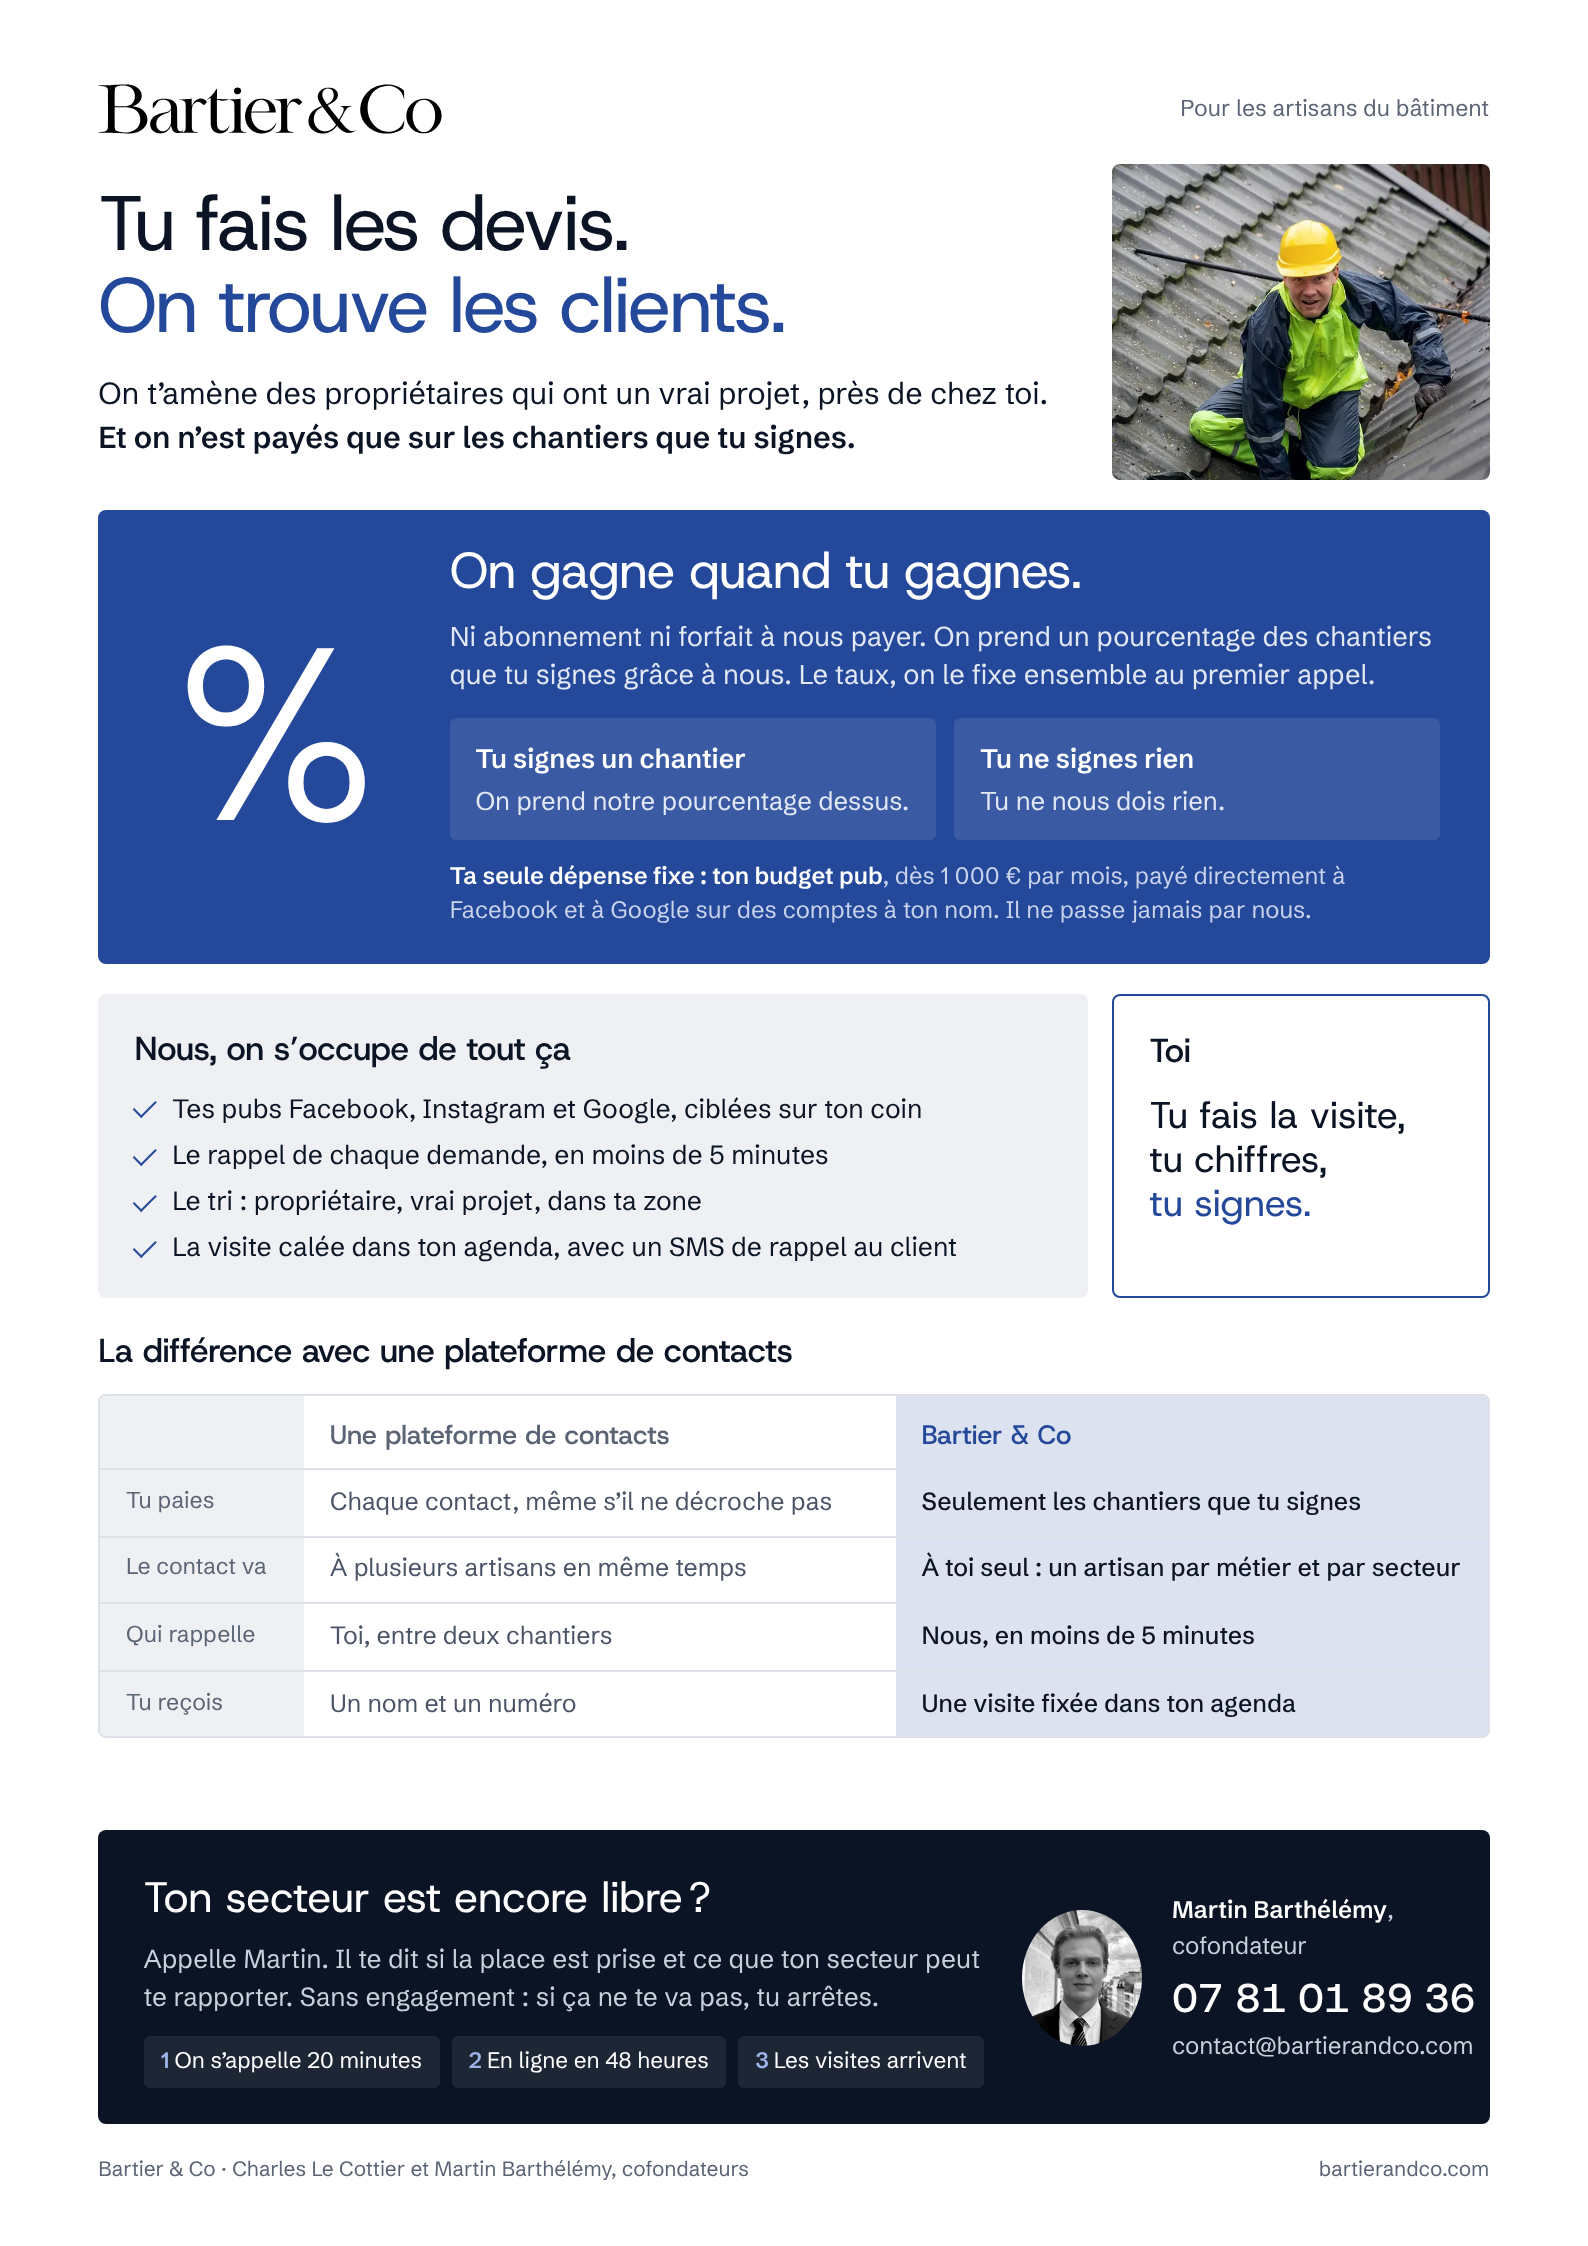 Bartier & Co
Pour les artisans du bâtiment
Tu fais les devis.
On trouve les clients.
On t’amène des propriétaires qui ont un vrai projet, près de chez toi.
Et on n’est payés que sur les chantiers que tu signes.
%
On gagne quand tu gagnes.
Ni abonnement ni forfait à nous payer. On prend un pourcentage des chantiers
que tu signes grâce à nous. Le taux, on le fixe ensemble au premier appel.
Tu signes un chantier
On prend notre pourcentage dessus.
Tu ne signes rien
Tu ne nous dois rien.
Ta seule dépense fixe : ton budget pub, dès 1 000 € par mois, payé directement à
Facebook et à Google sur des comptes à ton nom. Il ne passe jamais par nous.
Nous, on s’occupe de tout ça
Tes pubs Facebook, Instagram et Google, ciblées sur ton coin
Le rappel de chaque demande, en moins de 5 minutes
Le tri : propriétaire, vrai projet, dans ta zone
La visite calée dans ton agenda, avec un SMS de rappel au client
Toi
Tu fais la visite,
tu chiffres,
tu signes.
La différence avec une plateforme de contacts
Une plateforme de contacts
Bartier & Co
Tu paies
Chaque contact, même s’il ne décroche pas
Seulement les chantiers que tu signes
Le contact va
À plusieurs artisans en même temps
À toi seul : un artisan par métier et par secteur
Qui rappelle
Toi, entre deux chantiers
Nous, en moins de 5 minutes
Tu reçois
Un nom et un numéro
Une visite fixée dans ton agenda
Ton secteur est encore libre ?
Appelle Martin. Il te dit si la place est prise et ce que ton secteur peut
te rapporter. Sans engagement : si ça ne te va pas, tu arrêtes.
1 On s’appelle 20 minutes
2 En ligne en 48 heures
3 Les visites arrivent
Martin Barthélémy,
cofondateur
07 81 01 89 36
contact@bartierandco.com
Bartier & Co · Charles Le Cottier et Martin Barthélémy, cofondateurs
bartierandco.com